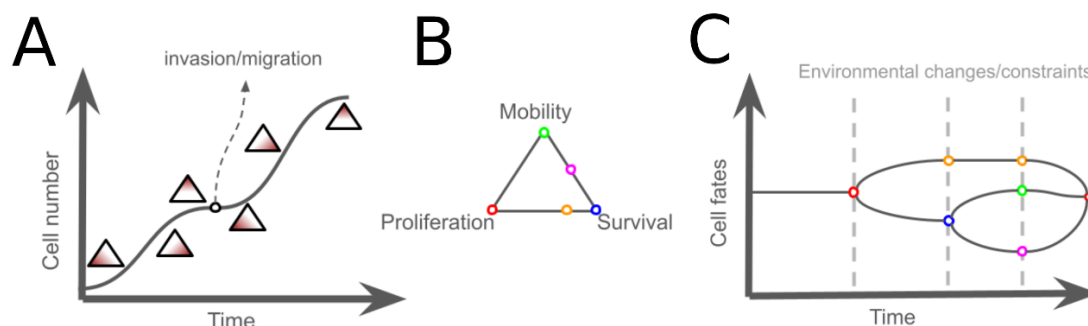 A
invasion/migration
Cell number
Time
B
Mobility
Proliferation
Survival
C
Environmental changes/constraints
Cell fates
Time